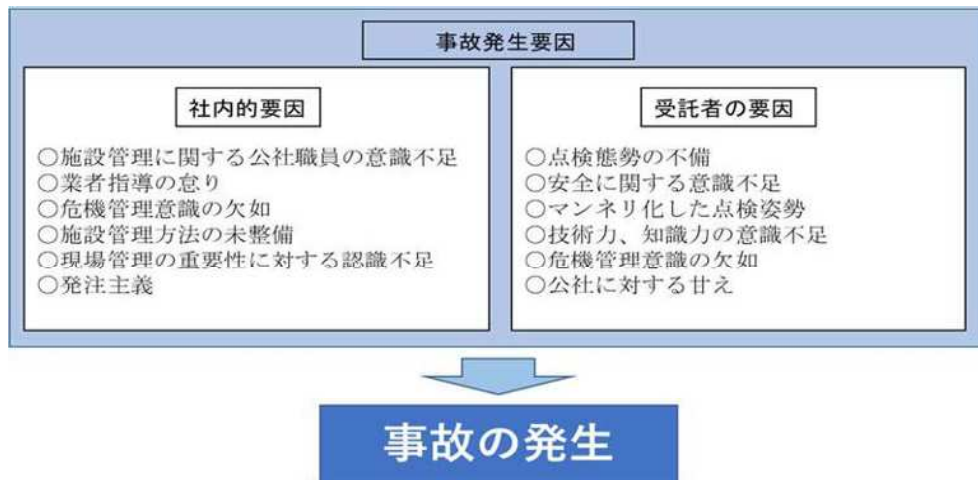 事故発生要因
社内的要因
○施設管理に関する公社職員の意識不足
○業者指導の怠り
○危機管理意識の欠如
○施設管理方法の未整備
○現場管理の重要性に対する認識不足
○発注主義
受託者の要因
○点検態勢の不備
○安全に関する意識不足
○マンネリ化した点検姿勢
○技術力、知識力の意識不足
○危機管理意識の欠如
○公社に対する甘え
事故の発生